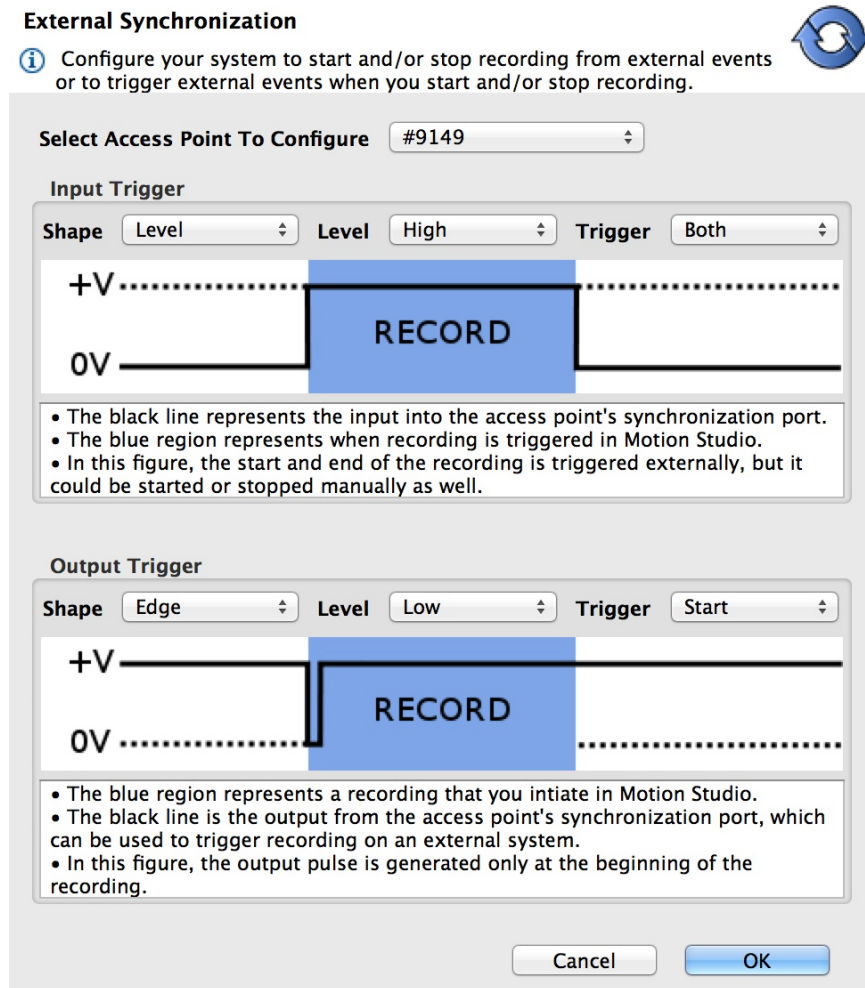 External Synchronization
Configure your system to start and/or stop recording from external events
or to trigger external events when you start and/or stop recording.
Select Access Point To Configure #9149
Input Trigger
Shape Level Level High Trigger Both
+V
RECORD
0V
• The black line represents the input into the access point's synchronization port.
• The blue region represents when recording is triggered in Motion Studio.
• In this figure, the start and end of the recording is triggered externally, but it
could be started or stopped manually as well.
Output Trigger
Shape Edge Level Low Trigger Start
+V
RECORD
0V
• The blue region represents a recording that you intiate in Motion Studio.
• The black line is the output from the access point's synchronization port, which
can be used to trigger recording on an external system.
• In this figure, the output pulse is generated only at the beginning of the
recording.
Cancel OK